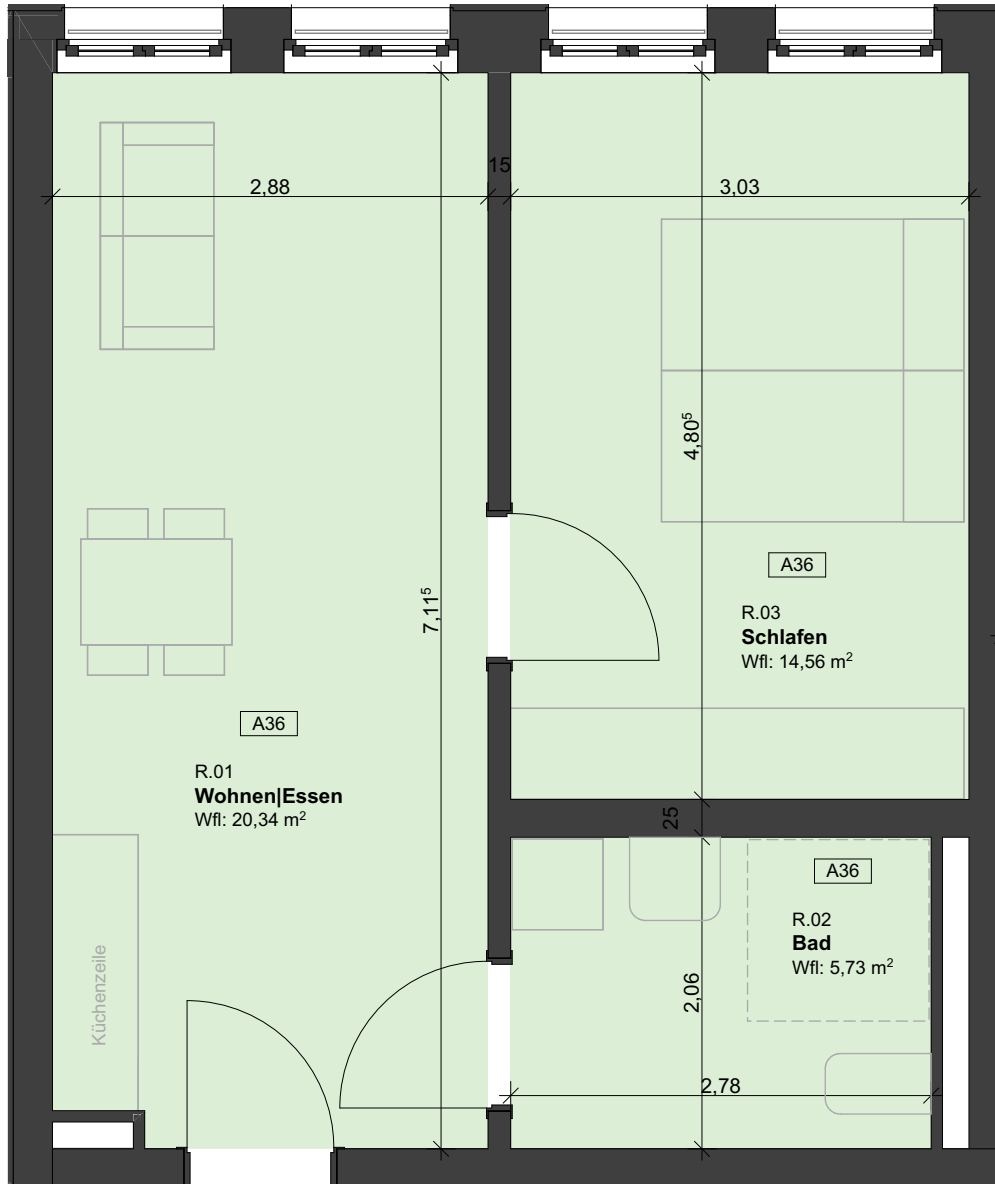 15
2,88
3,03
4,80⁵
7,11⁵
A36
R.03
Schlafen
Wfl: 14,56 m²
A36
R.01
Wohnen|Essen
Wfl: 20,34 m²
25
A36
R.02
Bad
Wfl: 5,73 m²
Küchenzeile
2,06
2,78